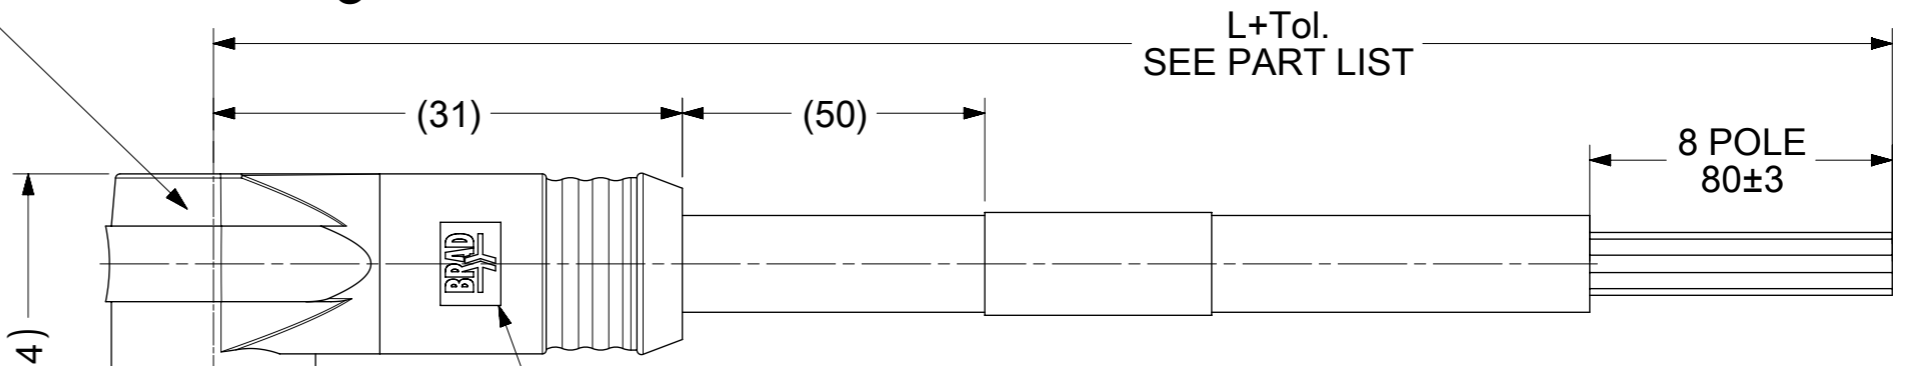 L+Tol.
SEE PART LIST
(31)
(50)
8 POLE
80±3
BRAD
4)